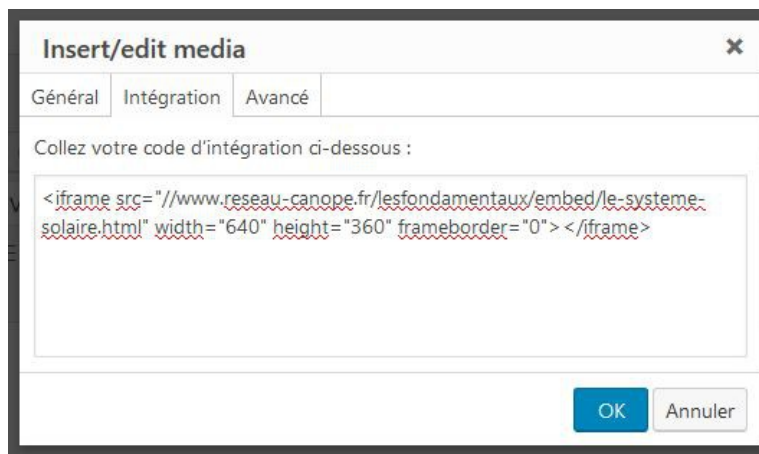 Insert/edit media
Général Intégration Avancé
Collez votre code d'intégration ci-dessous :
<iframe src="//www.reseau-canope.fr/lesfondamentaux/embed/le-systeme-
solaire.html" width="640" height="360" frameborder="0"></iframe>
OK Annuler